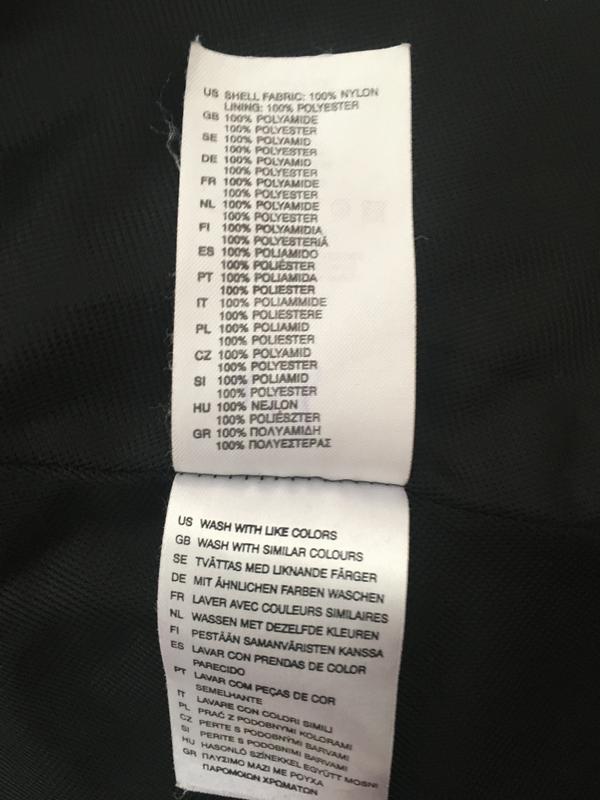 US SHELL FABRIC: 100% NYLON
LINING: 100% POLYESTER
GB 100% POLYAMIDE
100% POLYESTER
SE 100% POLYAMID
100% POLYESTER
DE 100% POLYAMID
100% POLYESTER
FR 100% POLYAMIDE
100% POLYESTER
NL 100% POLYAMIDE
100% POLYESTER
FI 100% POLYAMIDIA
100% POLYESTERIÄ
ES 100% POLIAMIDO
100% POLIÉSTER
PT 100% POLIAMIDA
100% POLIESTER
IT 100% POLIAMMIDE
100% POLIESTERE
PL 100% POLIAMID
100% POLIESTER
CZ 100% POLYAMID
100% POLYESTER
SI 100% POLIAMID
100% POLYESTER
HU 100% NEJLON
100% POLIÉSZTER
GR 100% ΠΟΛΥΑΜΙΔΗ
100% ΠΟΛΥΕΣΤΕΡΑΣ
US WASH WITH LIKE COLORS
GB WASH WITH SIMILAR COLOURS
SE TVÄTTAS MED LIKNANDE FÄRGER
DE MIT ÄHNLICHEN FARBEN WASCHEN
FR LAVER AVEC COULEURS SIMILAIRES
NL WASSEN MET DEZELFDE KLEUREN
FI PESTÄÄN SAMANVÄRISTEN KANSSA
ES LAVAR CON PRENDAS DE COLOR
PARECIDO
PT LAVAR COM PEÇAS DE COR
SEMELHANTE
IT LAVARE CON COLORI SIMILI
PL PRAĆ Z PODOBNYMI KOLORAMI
CZ PERTE S PODOBNÝMI BARVAMI
SI PERITE S PODOBNIMI BARVAMI
HU HASONLÓ SZÍNEKKEL EGYÜTT MOSNI
GR ΠΛΥΣΙΜΟ ΜΑΖΙ ΜΕ ΡΟΥΧΑ
ΠΑΡΟΜΟΙΩΝ ΧΡΩΜΑΤΩΝ